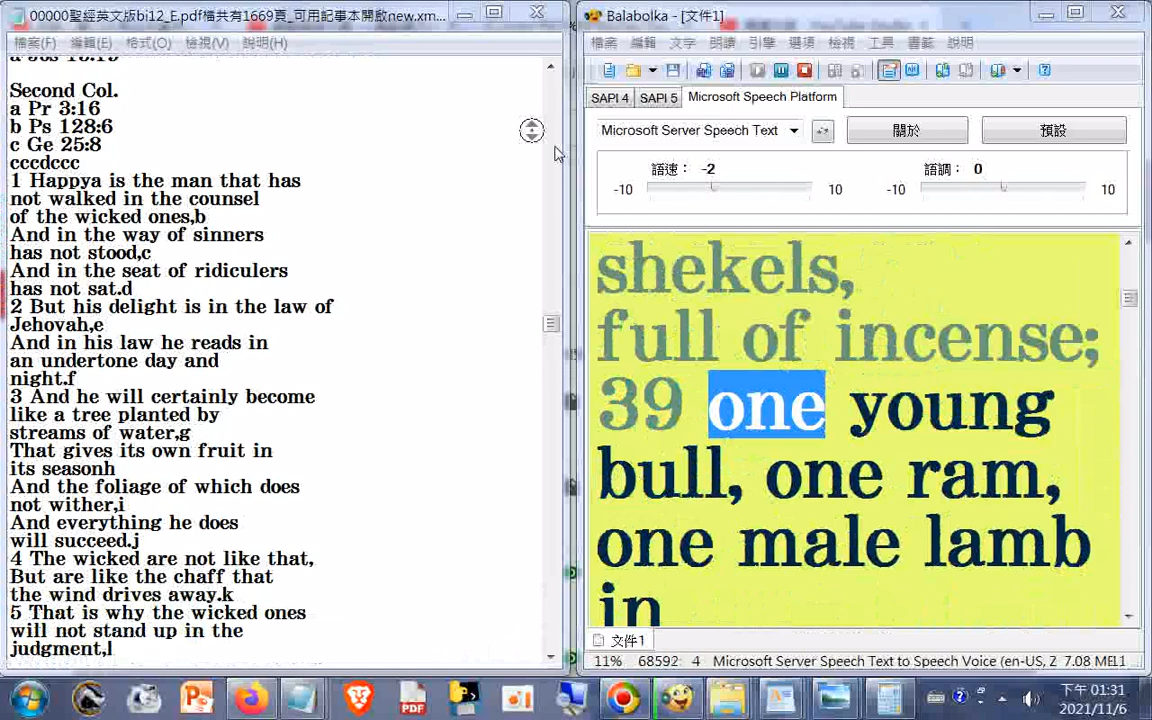 00000聖經英文版bi12_E.pdf檔共有1669頁_可用記事本開啟new.xm...
檔案(F) 編輯(E) 格式(O) 檢視(V) 說明(H)
Second Col.
a Pr 3:16
b Ps 128:6
c Ge 25:8
cccdccc
1 Happya is the man that has
not walked in the counsel
of the wicked ones,b
And in the way of sinners
has not stood,c
And in the seat of ridiculers
has not sat.d
2 But his delight is in the law of
Jehovah,e
And in his law he reads in
an undertone day and
night.f
3 And he will certainly become
like a tree planted by
streams of water,g
That gives its own fruit in
its seasonh
And the foliage of which does
not wither,i
And everything he does
will succeed.j
4 The wicked are not like that,
But are like the chaff that
the wind drives away.k
5 That is why the wicked ones
will not stand up in the
judgment,l
Balabolka - [文件1]
檔案 編輯 文字 朗讀 引擎 選項 檢視 工具 書籤 說明
SAPI 4 SAPI 5 Microsoft Speech Platform
Microsoft Server Speech Text 關於 預設
語速： -2 語調： 0
-10 10 -10 10
shekels,
full of incense;
39 one young
bull, one ram,
one male lamb
in
文件1
11% 68592: 4 Microsoft Server Speech Text to Speech Voice (en-US, Z 7.08 ME11
PDF
下午 01:31
2021/11/6